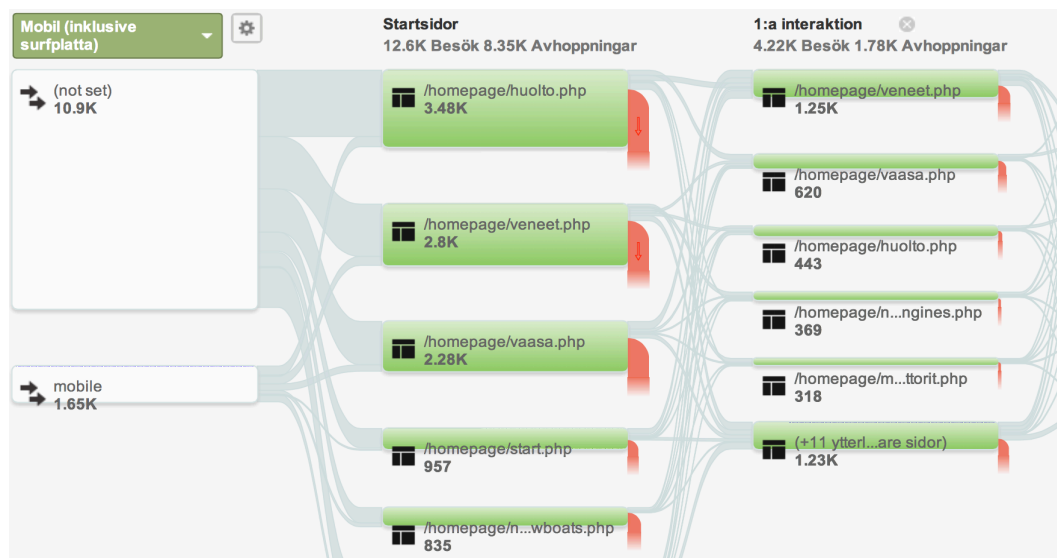 Mobil (inklusive
surfplatta)
(not set)
10.9K
mobile
1.65K
Startsidor
12.6K Besök 8.35K Avhoppningar
/homepage/huolto.php
3.48K
/homepage/veneet.php
2.8K
/homepage/vaasa.php
2.28K
/homepage/start.php
957
/homepage/n...wboats.php
835
1:a interaktion
4.22K Besök 1.78K Avhoppningar
/homepage/veneet.php
1.25K
/homepage/vaasa.php
620
/homepage/huolto.php
443
/homepage/n...ngines.php
369
/homepage/m...ttorit.php
318
(+11 ytterl...are sidor)
1.23K